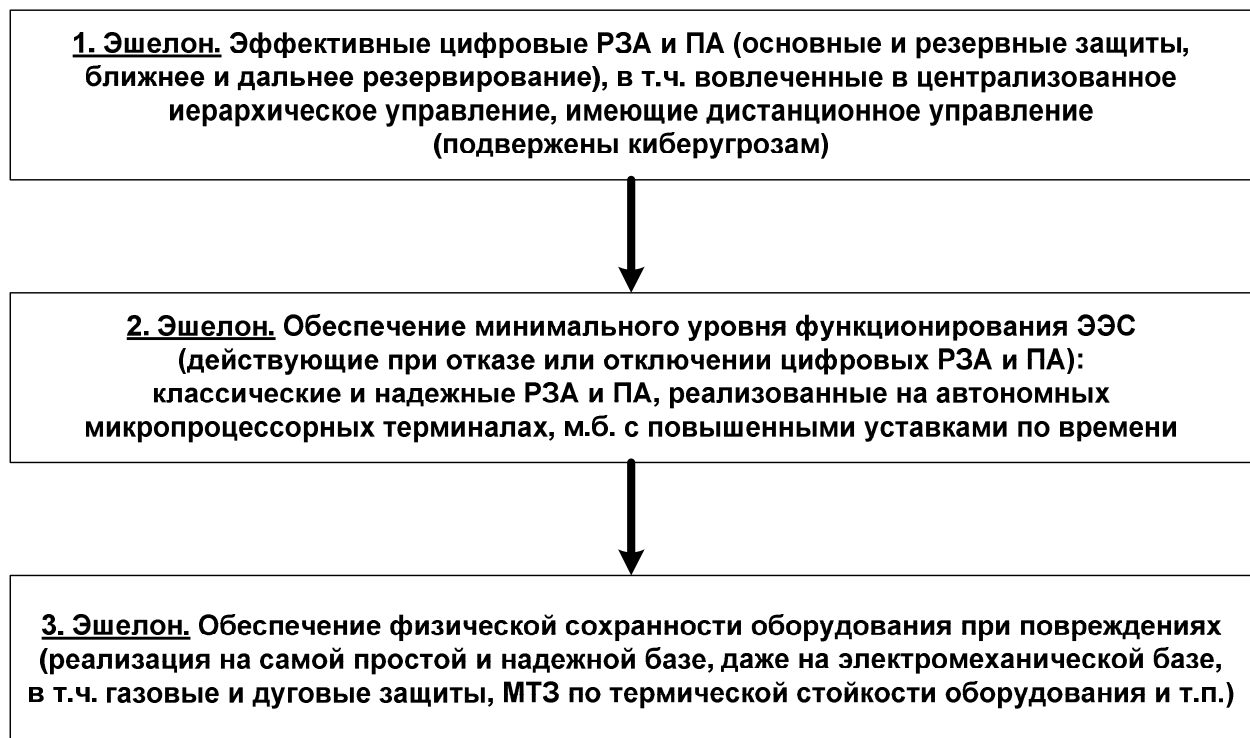 1. Эшелон. Эффективные цифровые РЗА и ПА (основные и резервные защиты,
ближнее и дальнее резервирование), в т.ч. вовлеченные в централизованное
иерархическое управление, имеющие дистанционное управление
(подвержены киберугрозам)
2. Эшелон. Обеспечение минимального уровня функционирования ЭЭС
(действующие при отказе или отключении цифровых РЗА и ПА):
классические и надежные РЗА и ПА, реализованные на автономных
микропроцессорных терминалах, м.б. с повышенными уставками по времени
3. Эшелон. Обеспечение физической сохранности оборудования при повреждениях
(реализация на самой простой и надежной базе, даже на электромеханической базе,
в т.ч. газовые и дуговые защиты, МТЗ по термической стойкости оборудования и т.п.)